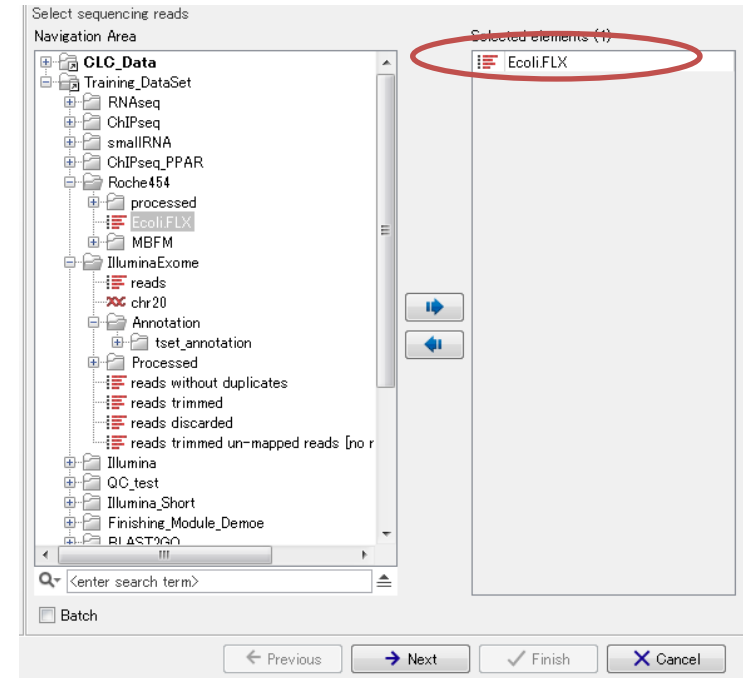 Select sequencing reads
Navigation Area
Selected elements (1)
CLC_Data
Training_DataSet
RNAseq
ChIPseq
smallRNA
ChIPseq_PPAR
Roche454
processed
Ecoli.FLX
MBFM
IlluminaExome
reads
chr20
Annotation
tset_annotation
Processed
reads without duplicates
reads trimmed
reads discarded
reads trimmed un-mapped reads [no r
Illumina
QC_test
Illumina_Short
Finishing_Module_Demoe
BLAST2GO
Ecoli.FLX
<enter search term>
Batch
Previous
Next
Finish
Cancel